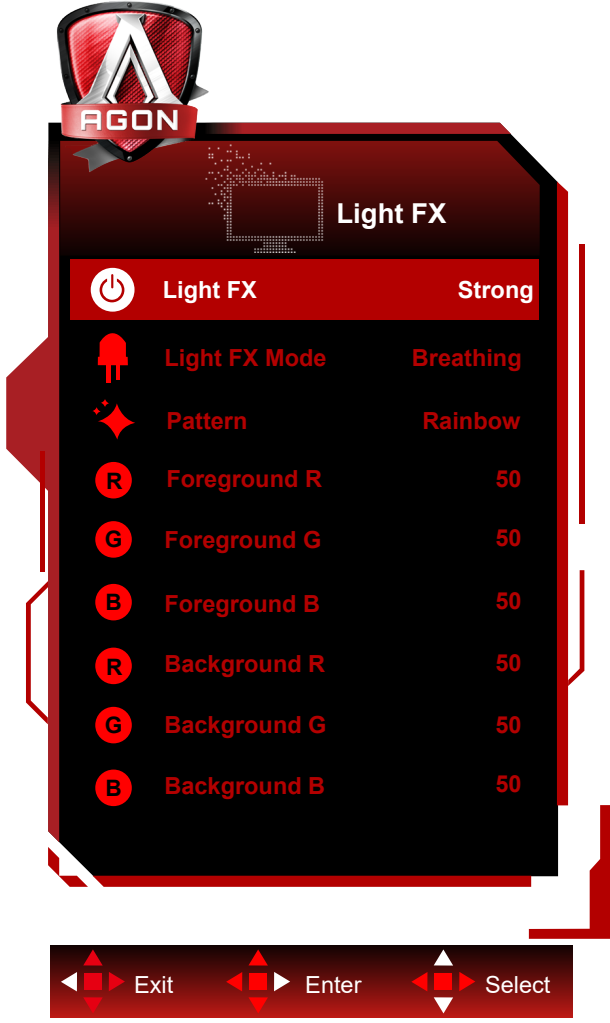 AGON
Light FX
Light FX Strong
Light FX Mode Breathing
Pattern Rainbow
R Foreground R 50
G Foreground G 50
B Foreground B 50
R Background R 50
G Background G 50
B Background B 50
Exit Enter Select